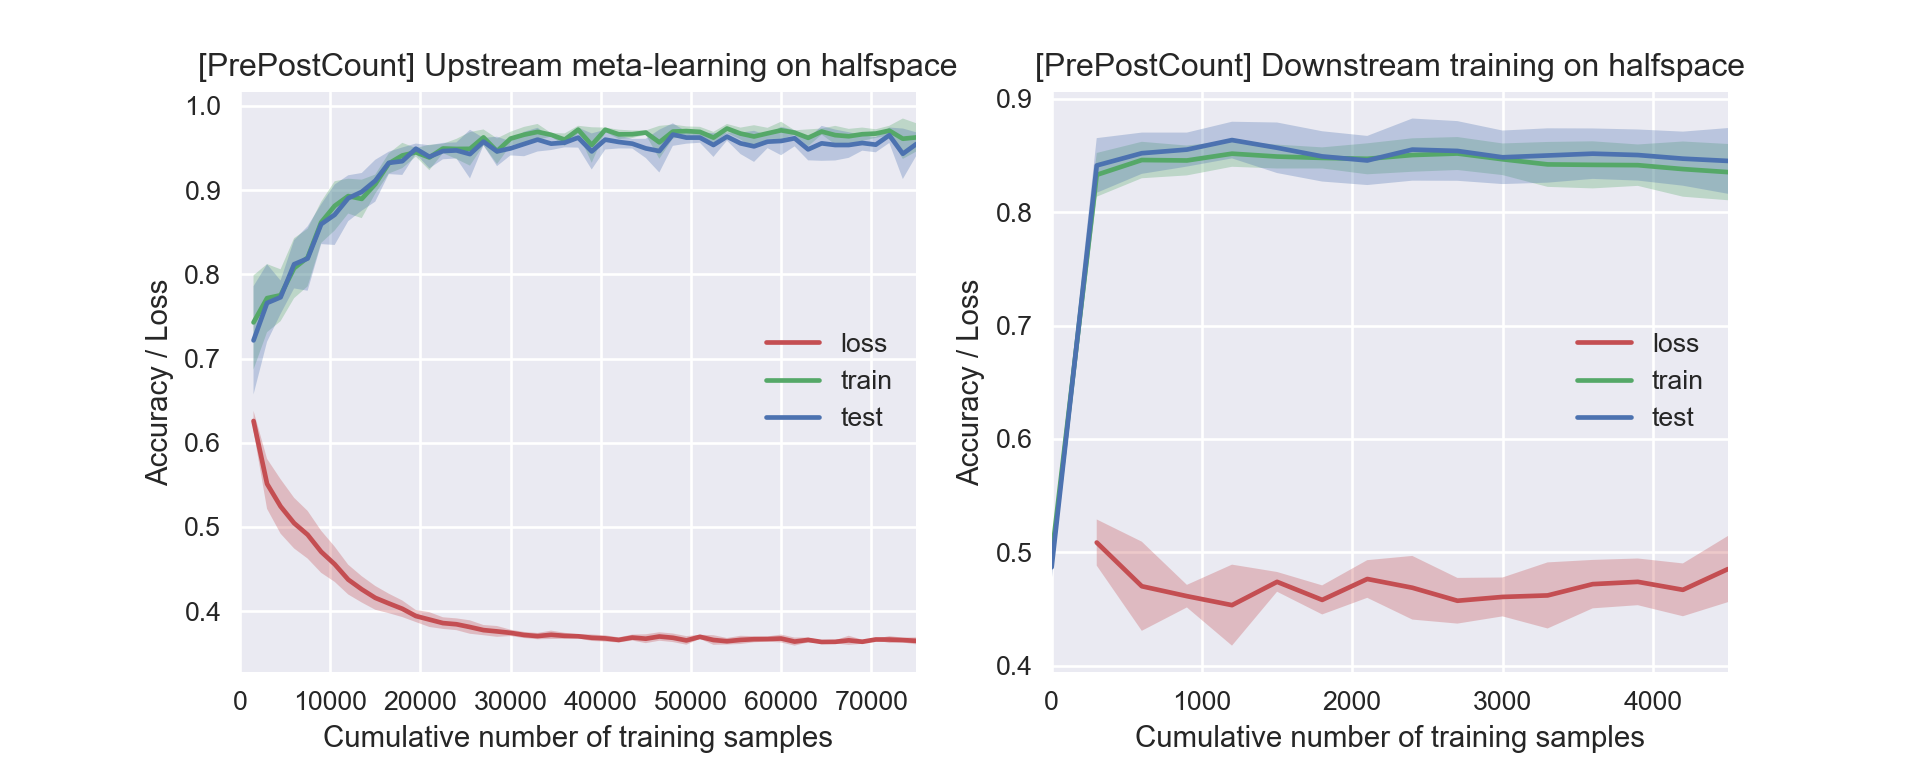 [PrePostCount] Upstream meta-learning on halfspace
1.0
0.9
0.8
0.7
0.6
0.5
0.4
Accuracy / Loss
loss
train
test
0 10000 20000 30000 40000 50000 60000 70000
Cumulative number of training samples
[PrePostCount] Downstream training on halfspace
0.9
0.8
0.7
0.6
0.5
0.4
Accuracy / Loss
loss
train
test
0 1000 2000 3000 4000
Cumulative number of training samples